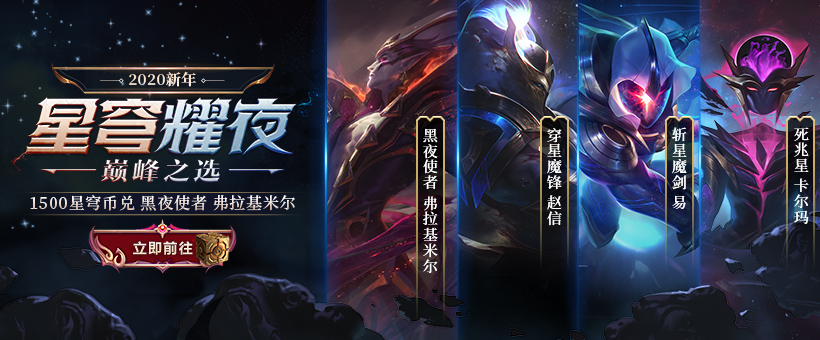 2020新年
星穹耀夜
巅峰之选
1500星穹币兑 黑夜使者 弗拉基米尔
立即前往
黑夜使者 弗拉基米尔
穿星魔锋 赵信
斩星魔剑 易
死兆星 卡尔玛